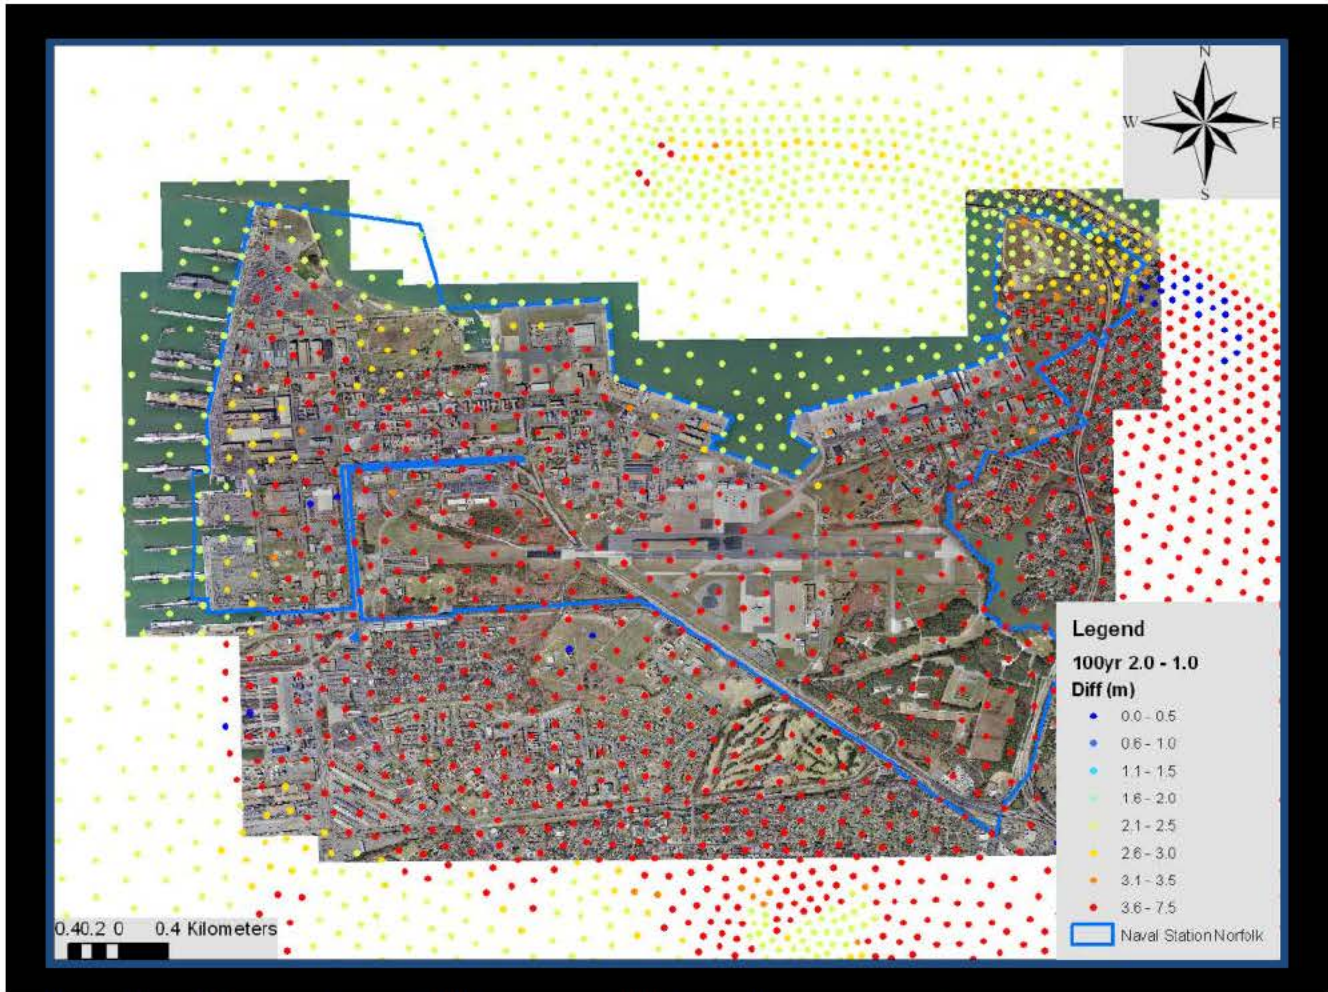 N
W E
S
Legend
100yr 2.0 - 1.0
Diff (m)
0.0 - 0.5
0.6 - 1.0
1.1 - 1.5
1.6 - 2.0
2.1 - 2.5
2.6 - 3.0
3.1 - 3.5
3.6 - 7.5
Naval Station Norfolk
0.40.2 0 0.4 Kilometers